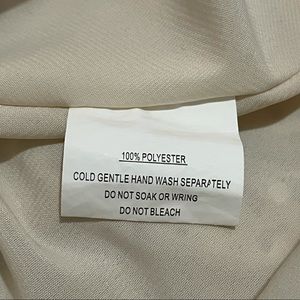 100% POLYESTER
COLD GENTLE HAND WASH SEPARATELY
DO NOT SOAK OR WRING
DO NOT BLEACH